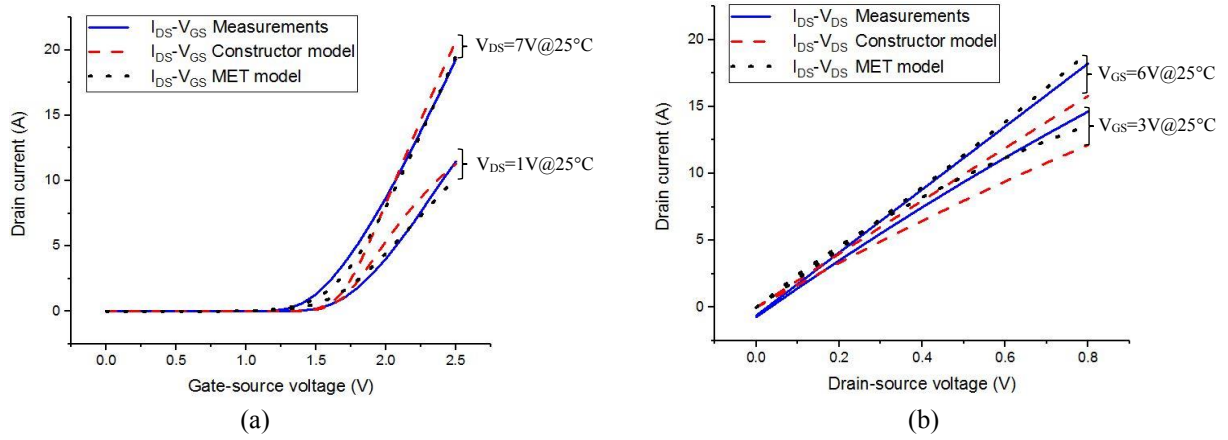 I_DS-V_GS Measurements
I_DS-V_GS Constructor model
I_DS-V_GS MET model
V_DS=7V@25°C
V_DS=1V@25°C
Drain current (A)
20
15
10
5
0
0.0 0.5 1.0 1.5 2.0 2.5
Gate-source voltage (V)
(a)
I_DS-V_DS Measurements
I_DS-V_DS Constructor model
I_DS-V_DS MET model
V_GS=6V@25°C
V_GS=3V@25°C
Drain current (A)
20
15
10
5
0
0.0 0.2 0.4 0.6 0.8
Drain-source voltage (V)
(b)